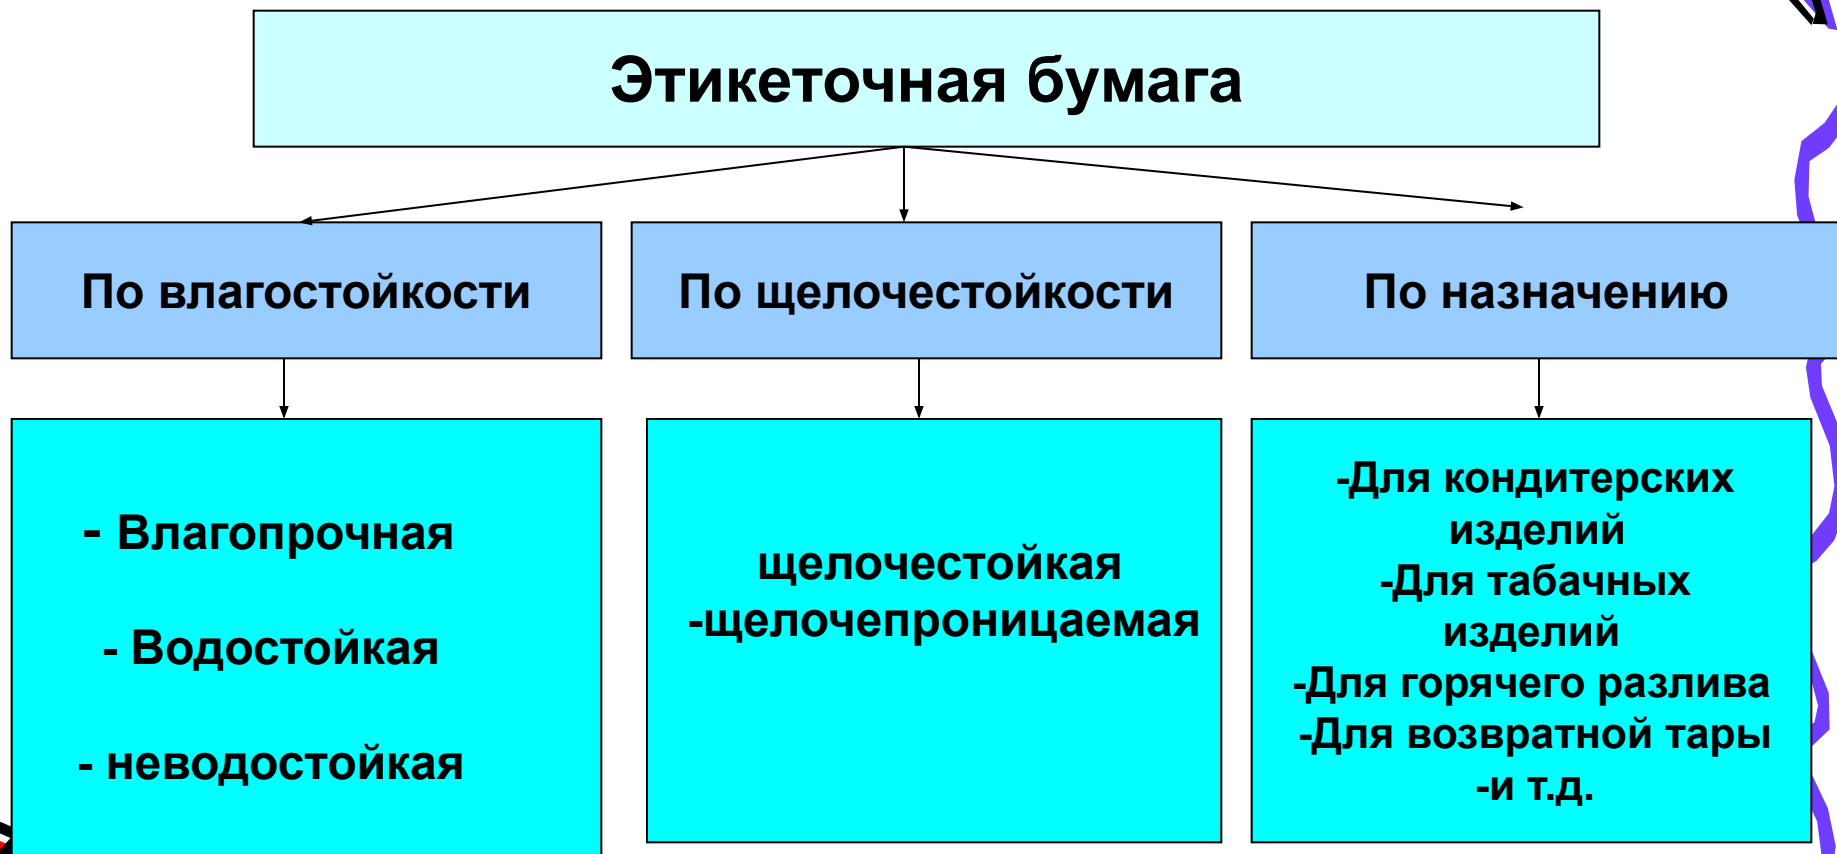 Этикеточная бумага
По влагостойкости
По щелочестойкости
По назначению
- Влагопрочная
- Водостойкая
- неводостойкая
щелочестойкая
-щелочепроницаемая
-Для кондитерских
изделий
-Для табачных
изделий
-Для горячего разлива
-Для возвратной тары
-и т.д.